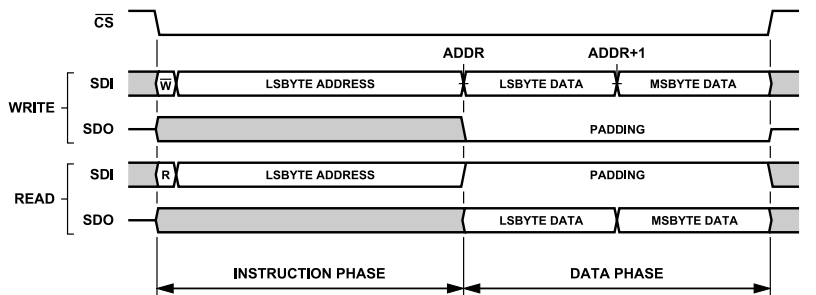 CS
ADDR ADDR+1
SDI W LSBYTE ADDRESS LSBYTE DATA MSBYTE DATA
WRITE
SDO PADDING
SDI R LSBYTE ADDRESS PADDING
READ
SDO LSBYTE DATA MSBYTE DATA
INSTRUCTION PHASE DATA PHASE